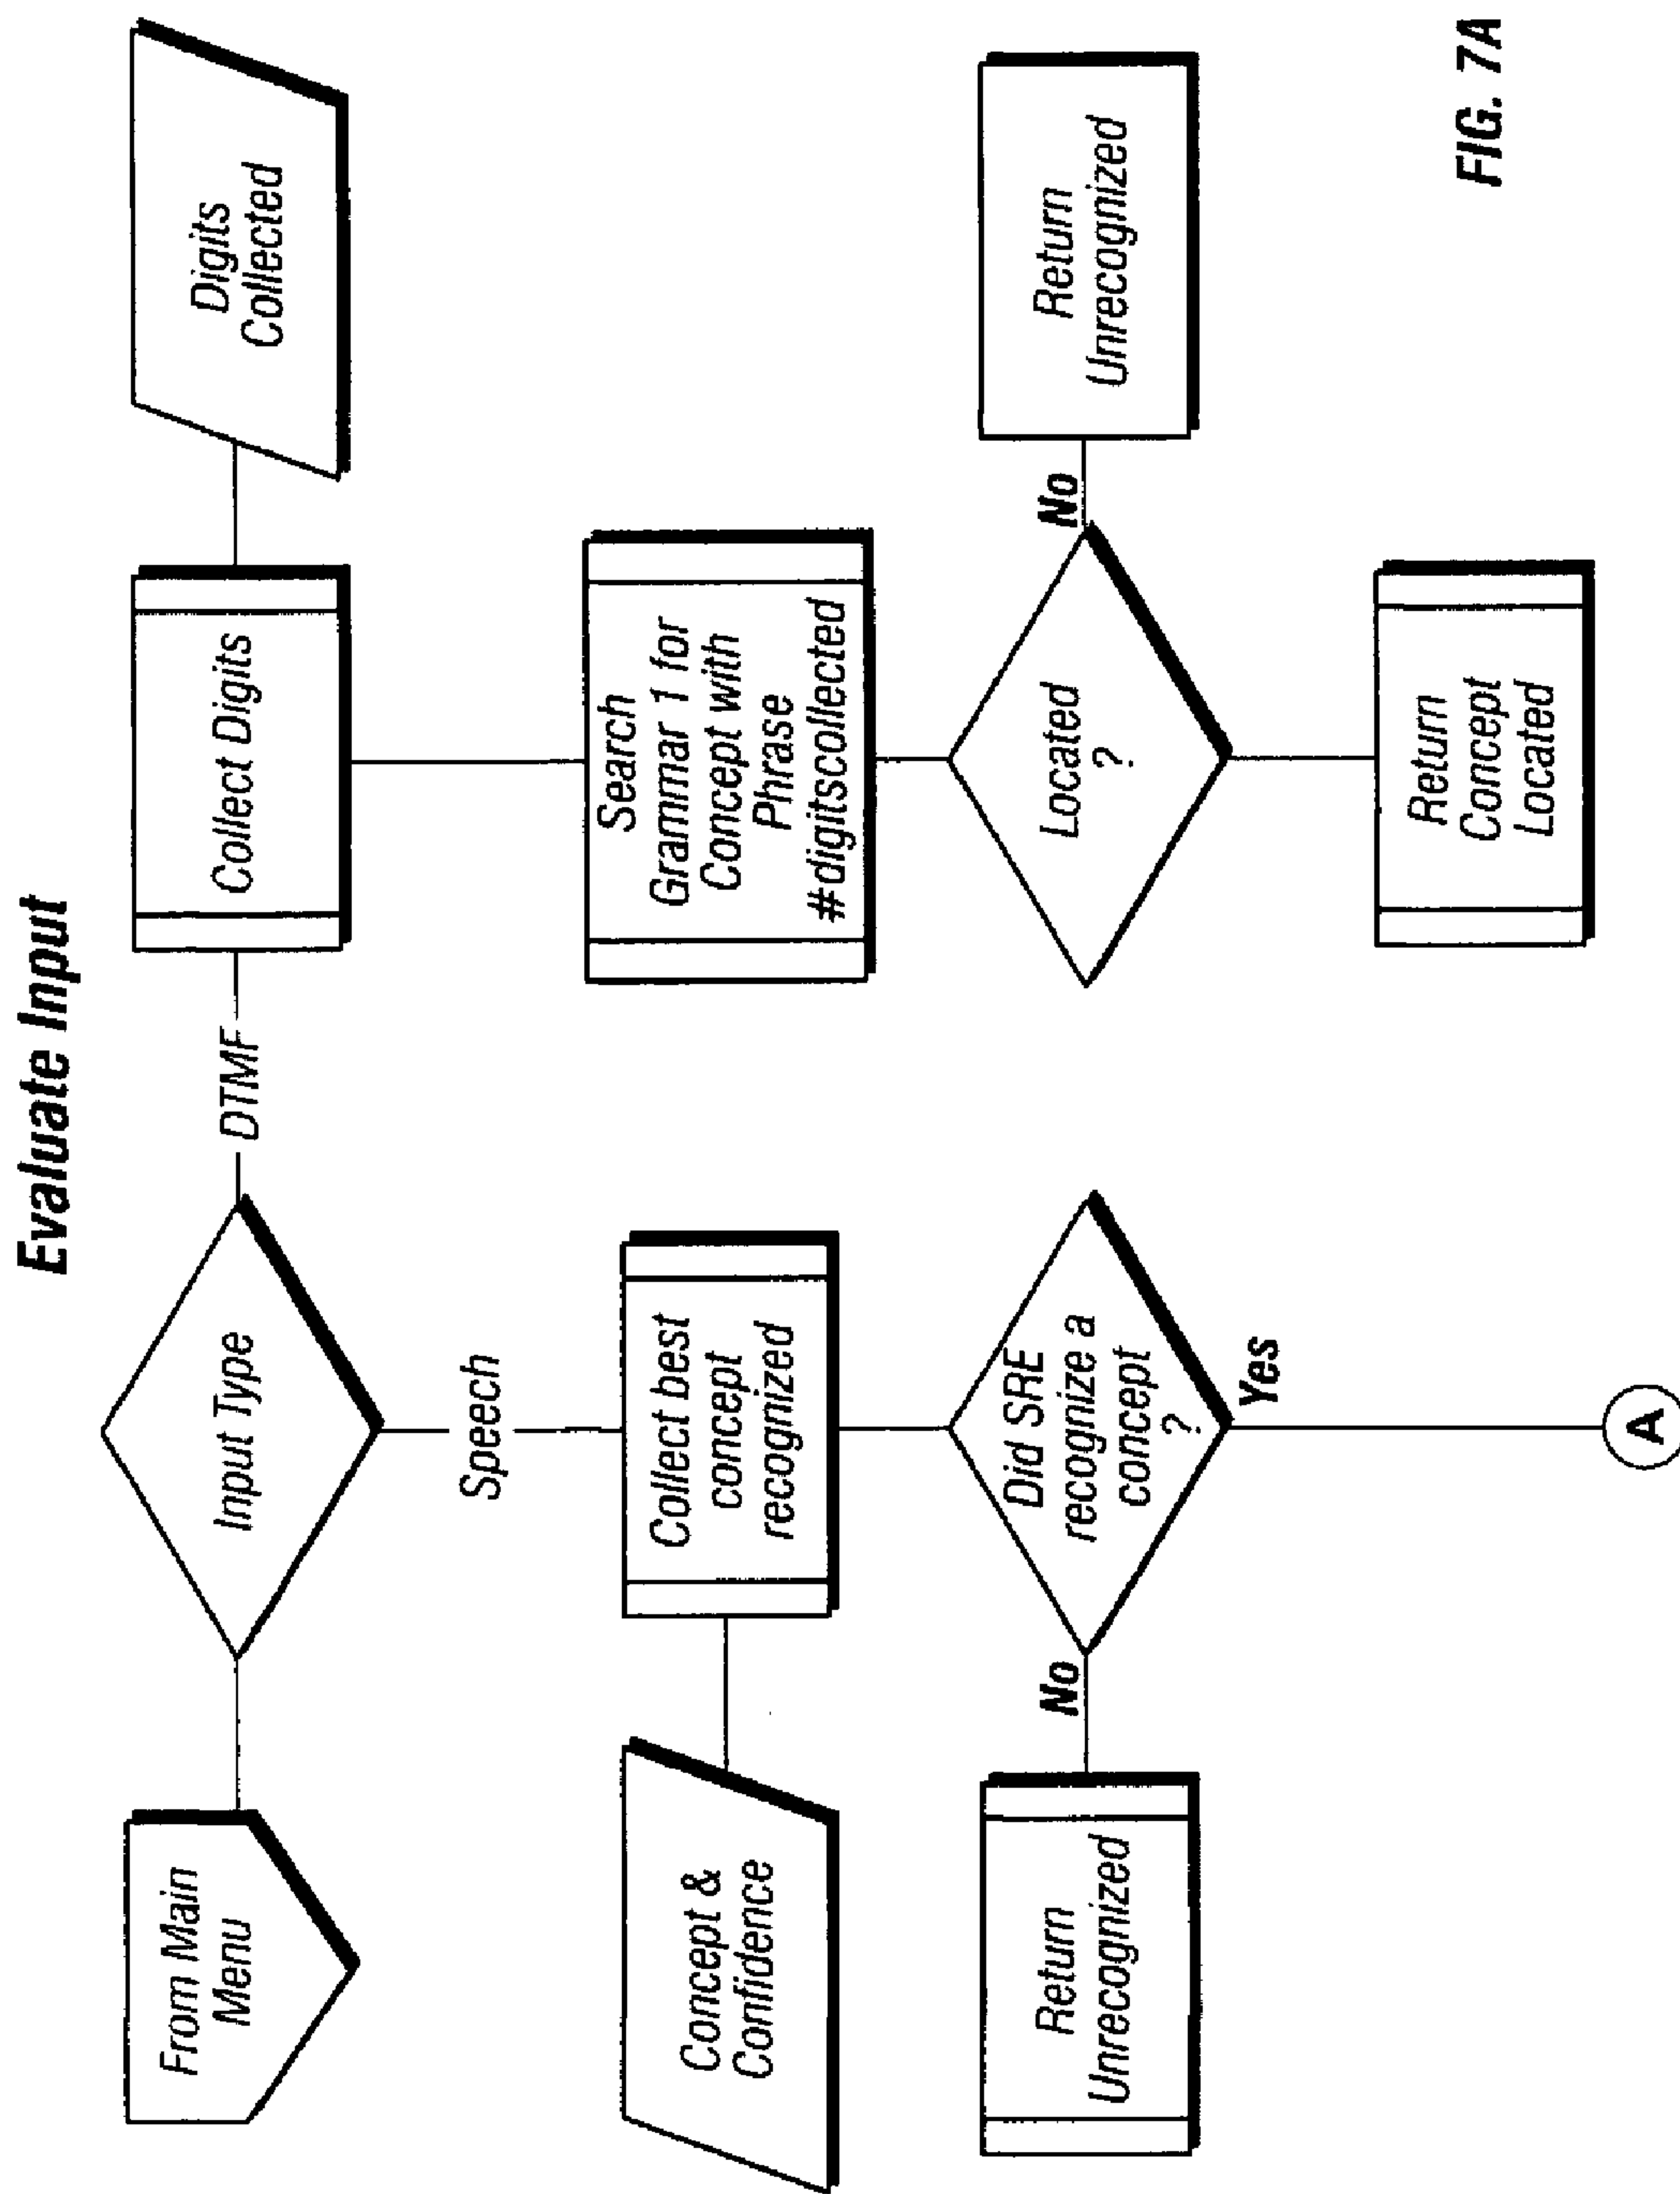 Evaluate Input
From Main
Menu
Input Type
DTMF
Collect Digits
Digits
Collected
Speech
Concept &
Confidence
Collect best
concept
recognized
Search
Grammar 1 for
Concept with
Phrase
#digitscollected
Return
Unrecognized
No
Did SRE
recognize a
concept
?
Yes
Located
?
No
Return
Unrecognized
Return
Concept
Located
A
FIG. 7A